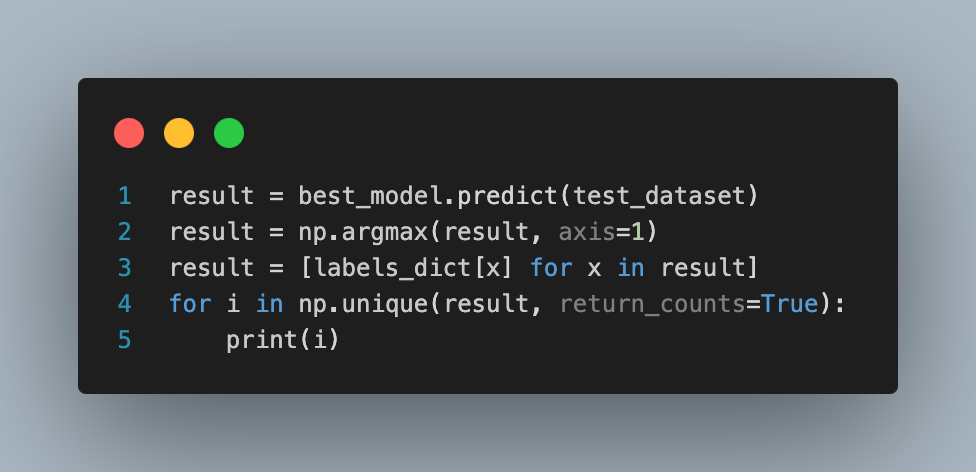 1 result = best_model.predict(test_dataset)
2 result = np.argmax(result, axis=1)
3 result = [labels_dict[x] for x in result]
4 for i in np.unique(result, return_counts=True):
5     print(i)